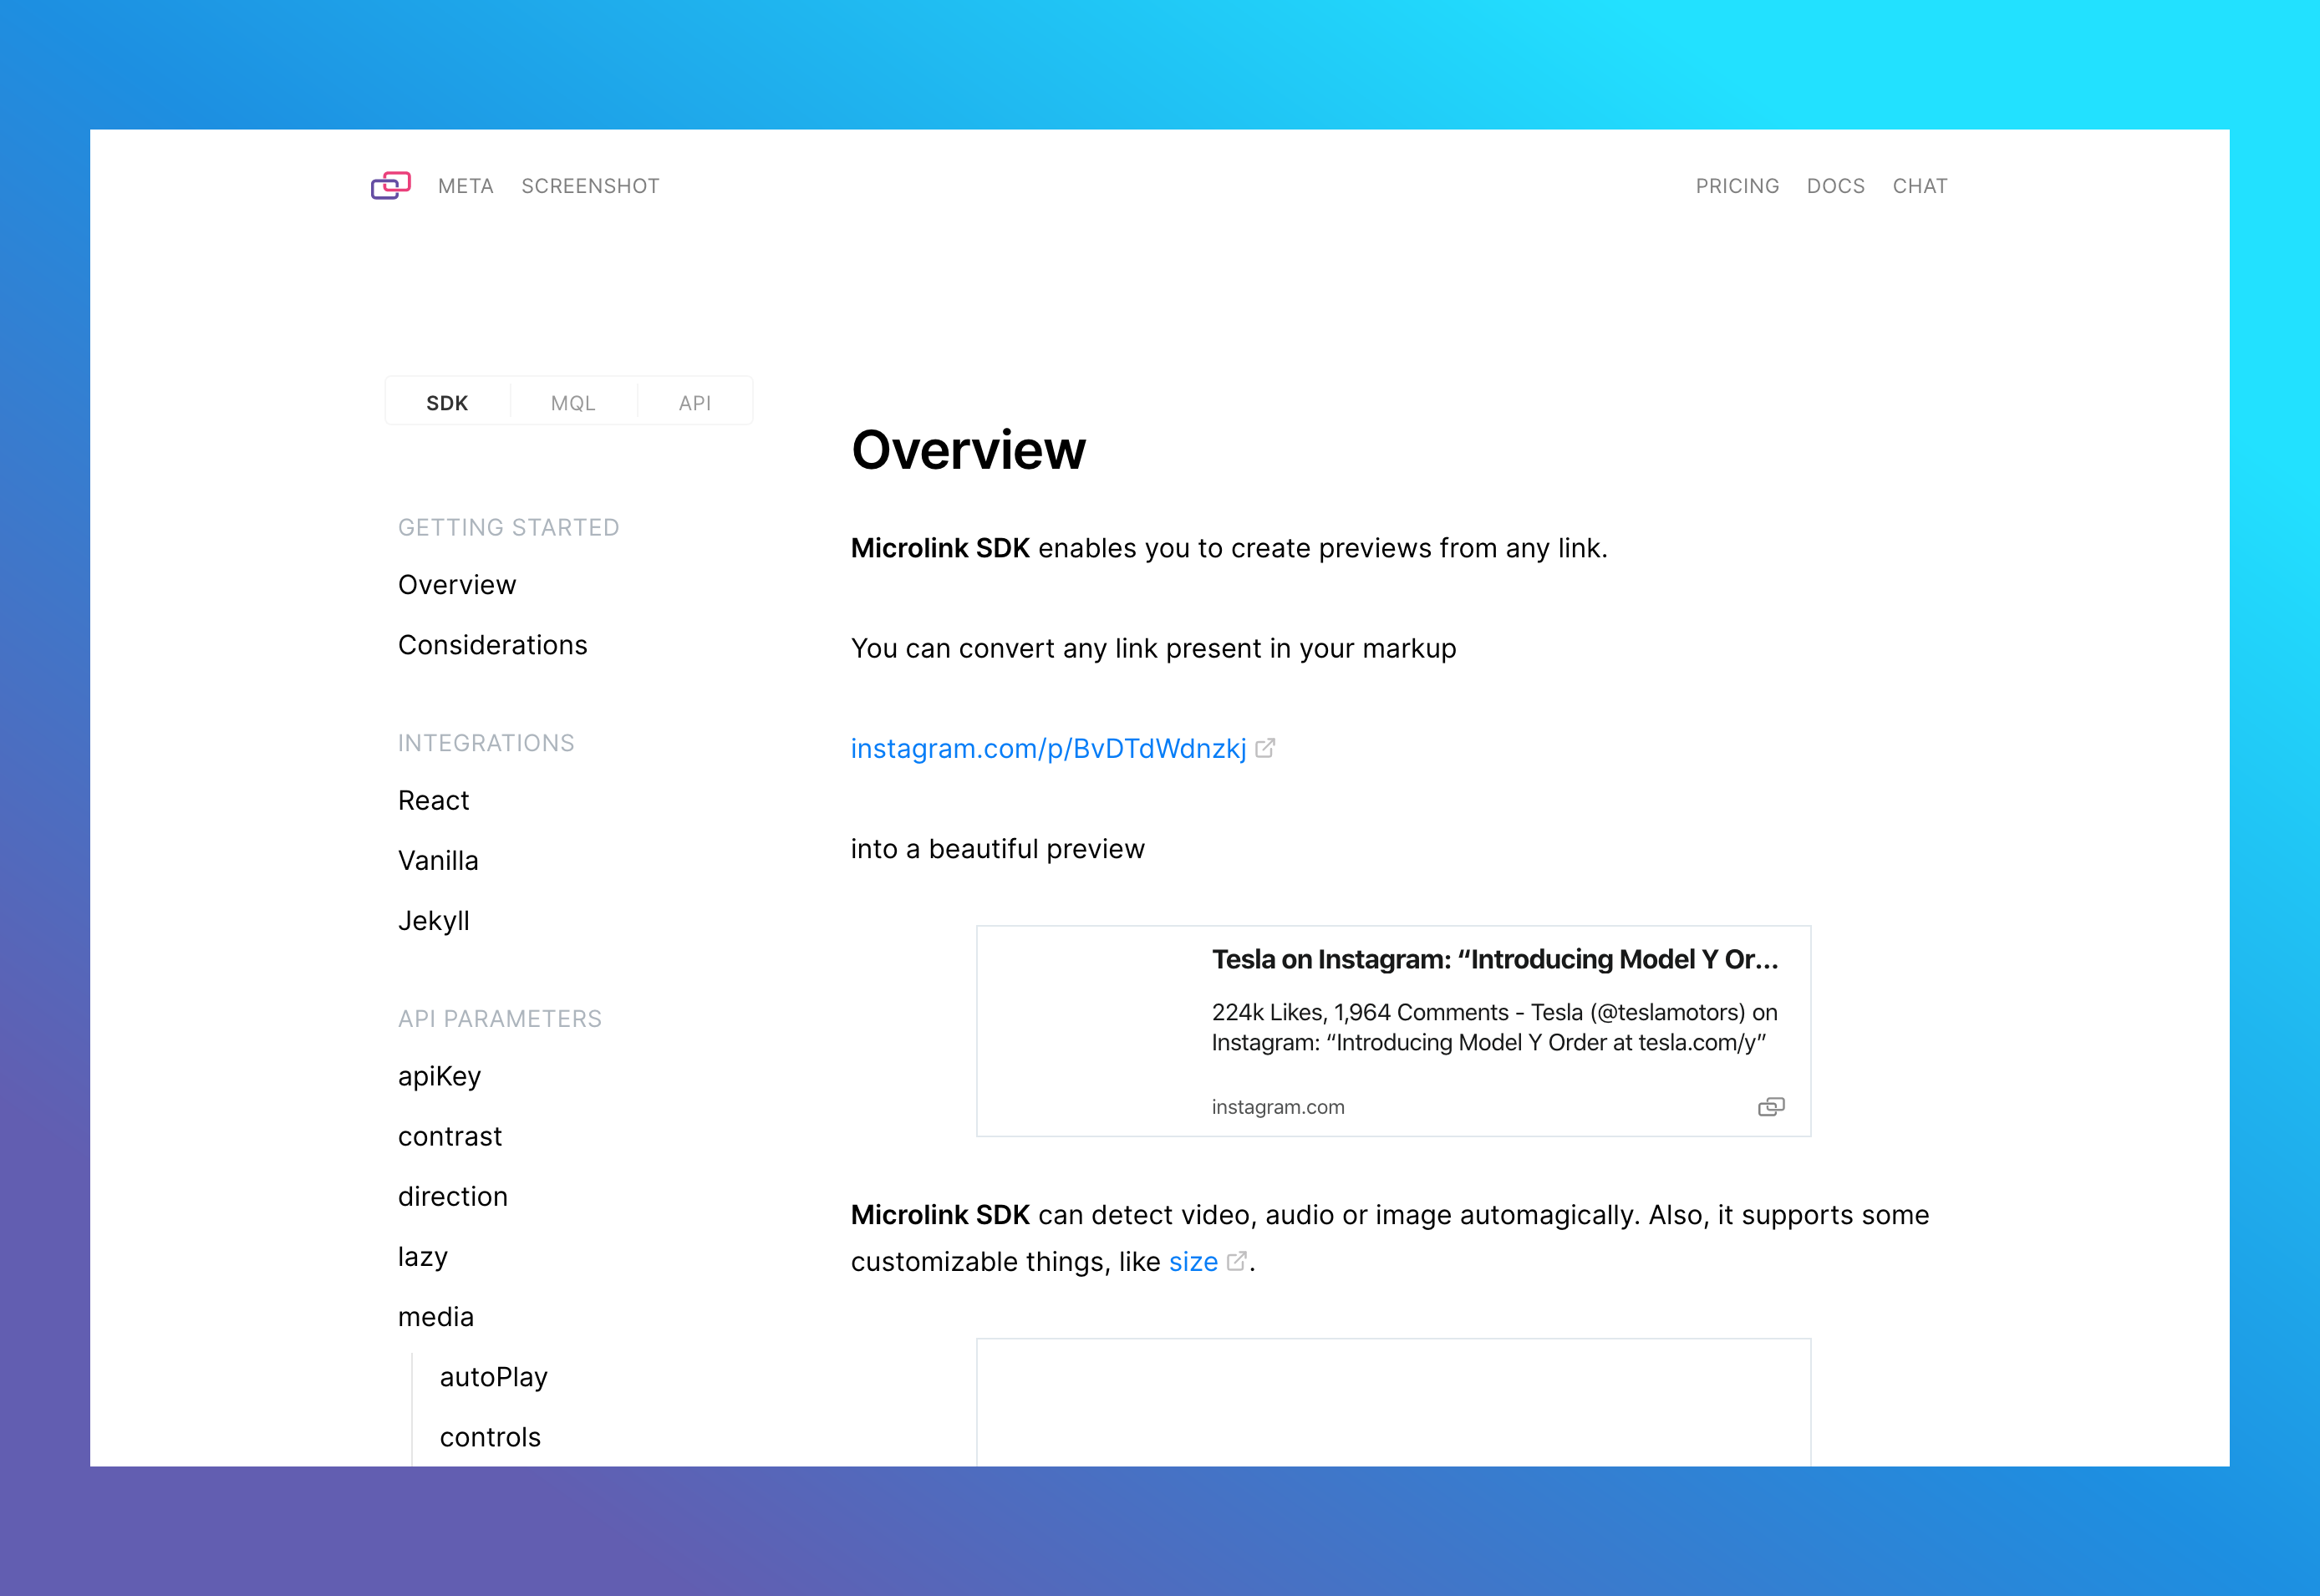 META SCREENSHOT PRICING DOCS CHAT
SDK MQL API
GETTING STARTED
Overview
Considerations
INTEGRATIONS
React
Vanilla
Jekyll
API PARAMETERS
apiKey
contrast
direction
lazy
media
autoPlay
controls
Overview
Microlink SDK enables you to create previews from any link.
You can convert any link present in your markup
instagram.com/p/BvDTdWdnzkj
into a beautiful preview
Tesla on Instagram: “Introducing Model Y Or...
224k Likes, 1,964 Comments - Tesla (@teslamotors) on
Instagram: “Introducing Model Y Order at tesla.com/y”
instagram.com
Microlink SDK can detect video, audio or image automagically. Also, it supports some
customizable things, like size.